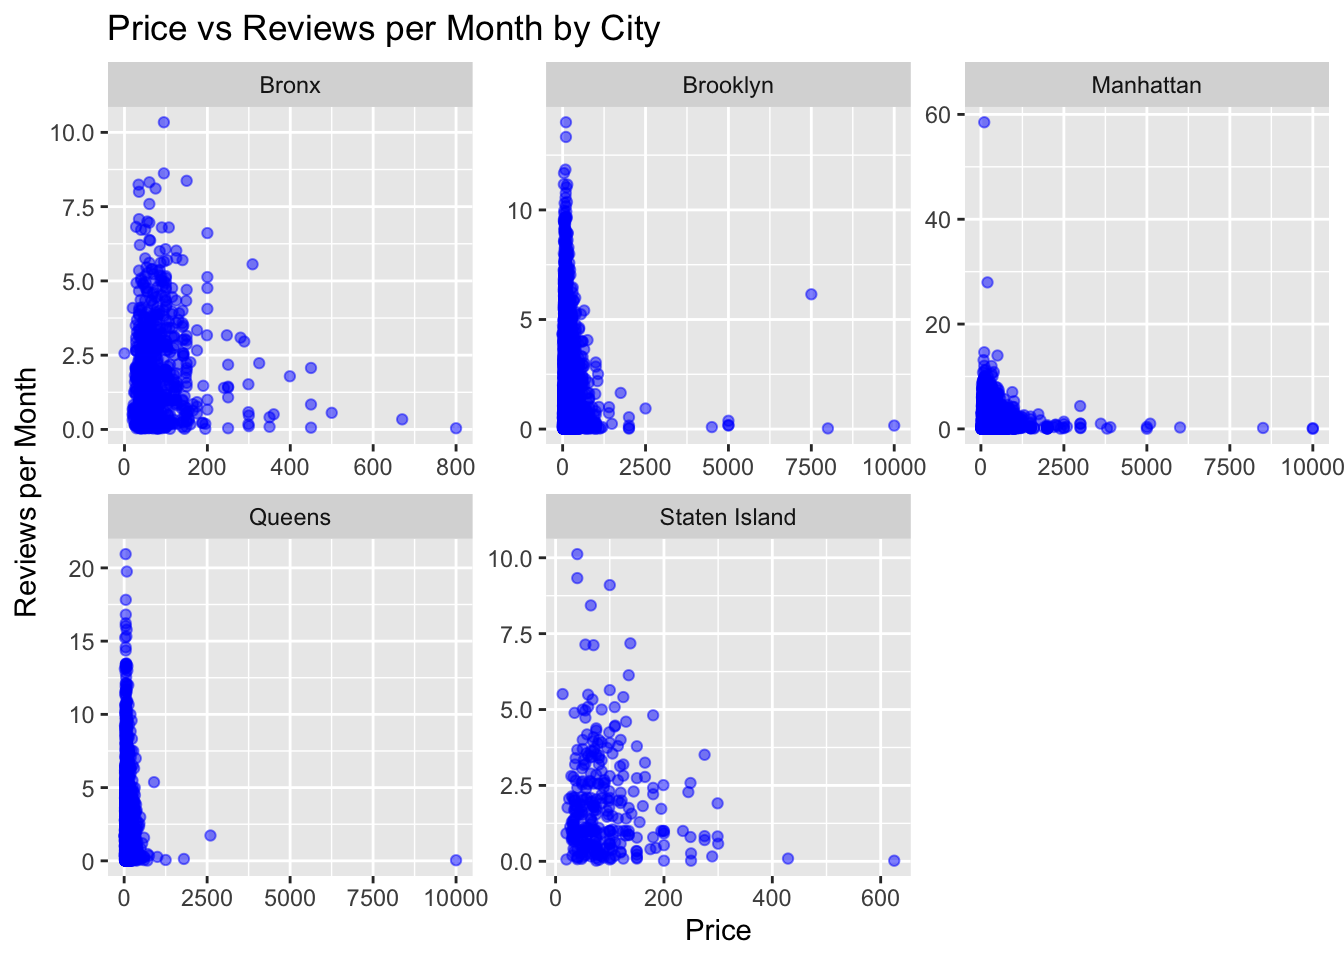 Price vs Reviews per Month by City
Bronx
Brooklyn
Manhattan
10.0
7.5
5.0
2.5
0.0
0 200 400 600 800
10
5
0
0 2500 5000 7500 10000
60
40
20
0
0 2500 5000 7500 10000
Reviews per Month
Queens
Staten Island
20
15
10
5
0
0 2500 5000 7500 10000
10.0
7.5
5.0
2.5
0.0
0 200 400 600
Price